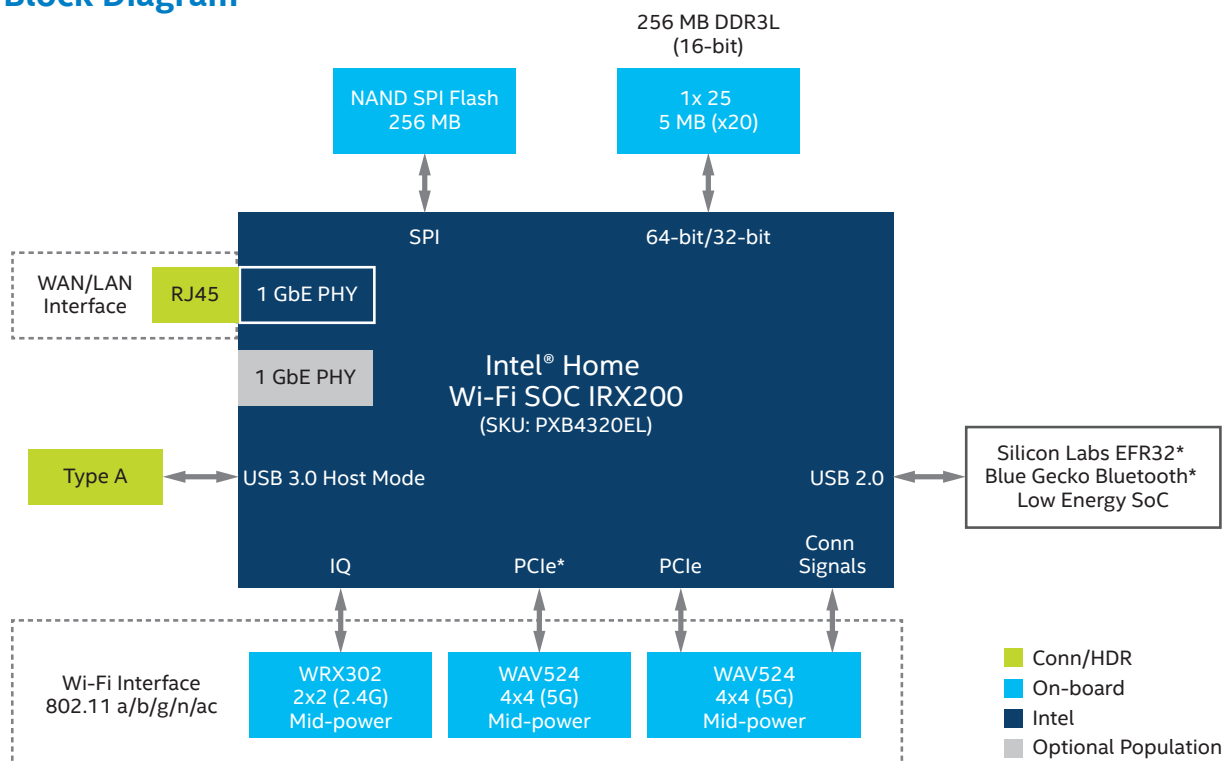 Block Diagram
256 MB DDR3L
(16-bit)
NAND SPI Flash
256 MB
1x 25
5 MB (x20)
SPI
64-bit/32-bit
WAN/LAN
Interface
RJ45
1 GbE PHY
1 GbE PHY
Intel® Home
Wi-Fi SOC IRX200
(SKU: PXB4320EL)
Type A
USB 3.0 Host Mode
USB 2.0
Silicon Labs EFR32*
Blue Gecko Bluetooth*
Low Energy SoC
IQ
PCIe*
PCIe
Conn
Signals
Wi-Fi Interface
802.11 a/b/g/n/ac
WRX302
2x2 (2.4G)
Mid-power
WAV524
4x4 (5G)
Mid-power
WAV524
4x4 (5G)
Mid-power
Conn/HDR
On-board
Intel
Optional Population